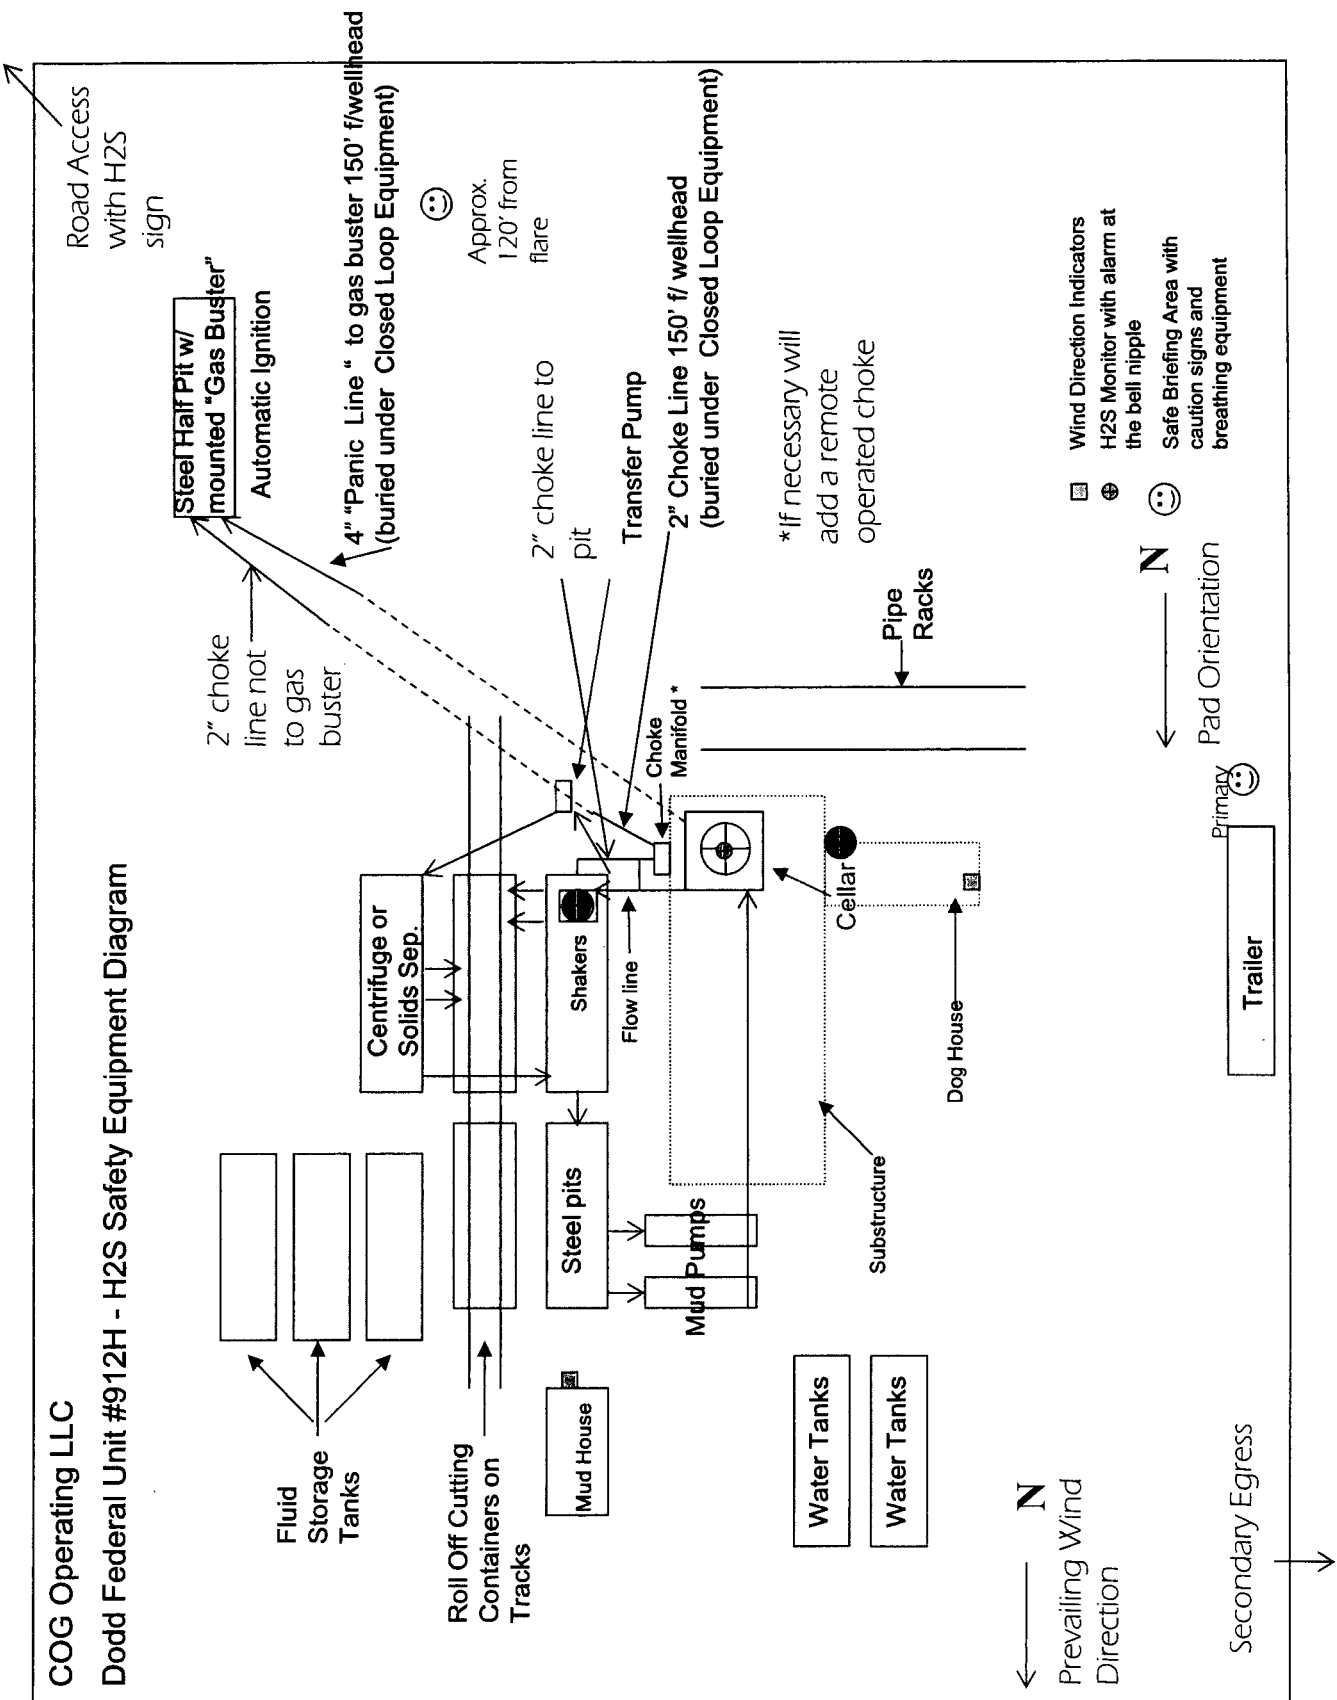 COG Operating LLC
Dodd Federal Unit #912H - H2S Safety Equipment Diagram
Road Access
with H2S
sign
Steel Half Pit w/
mounted "Gas Buster"
Automatic Ignition
2" choke
line not
to gas
buster
4" "Panic Line " to gas buster 150' f/wellhead
(buried under Closed Loop Equipment)
Approx.
120' from
flare
Fluid
Storage
Tanks
Centrifuge or
Solids Sep.
2" choke line to
pit
Transfer Pump
2" Choke Line 150' f/ wellhead
(buried under Closed Loop Equipment)
Roll Off Cutting
Containers on
Tracks
Mud House
Steel pits
Shakers
Flow line
Choke
Manifold *
*If necessary will
add a remote
operated choke
Mud Pumps
Pipe
Racks
Cellar
Substructure
Dog House
Water Tanks
Water Tanks
Wind Direction Indicators
H2S Monitor with alarm at
the bell nipple
Safe Briefing Area with
caution signs and
breathing equipment
N
Pad Orientation
Primary
Trailer
N
Prevailing Wind
Direction
Secondary Egress